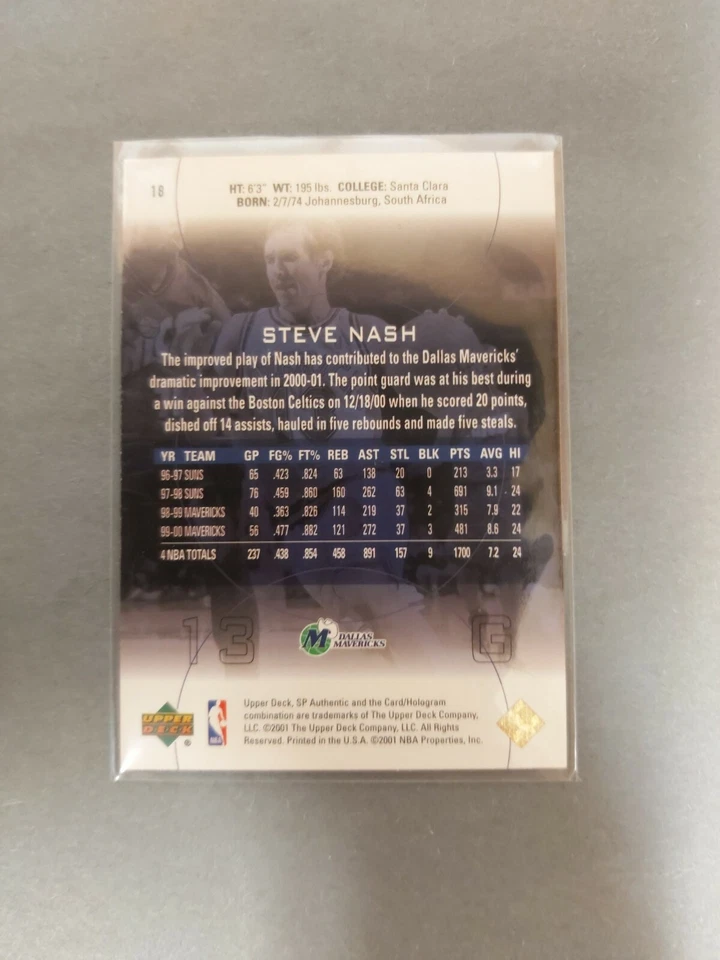 18
HT: 6'3" WT: 195 lbs. COLLEGE: Santa Clara
BORN: 2/7/74 Johannesburg, South Africa
STEVE NASH
The improved play of Nash has contributed to the Dallas Mavericks'
dramatic improvement in 2000-01. The point guard was at his best during
a win against the Boston Celtics on 12/18/00 when he scored 20 points,
dished off 14 assists, hauled in five rebounds and made five steals.
YR TEAM GP FG% FT% REB AST STL BLK PTS AVG HI
96-97 SUNS 65 .423 .824 63 138 20 0 213 3.3 17
97-98 SUNS 76 .459 .860 160 262 63 4 691 9.1 24
98-99 MAVERICKS 40 .363 .826 114 219 37 2 315 7.9 22
99-00 MAVERICKS 56 .477 .882 121 272 37 3 481 8.6 24
4 NBA TOTALS 237 .438 .854 458 891 157 9 1700 7.2 24
13
M DALLAS
MAVERICKS
G
UPPER
DECK
®
NBA
Upper Deck, SP Authentic and the Card/Hologram
combination are trademarks of The Upper Deck Company,
LLC. ©2001 The Upper Deck Company, LLC. All Rights
Reserved. Printed in the U.S.A. ©2001 NBA Properties, Inc.